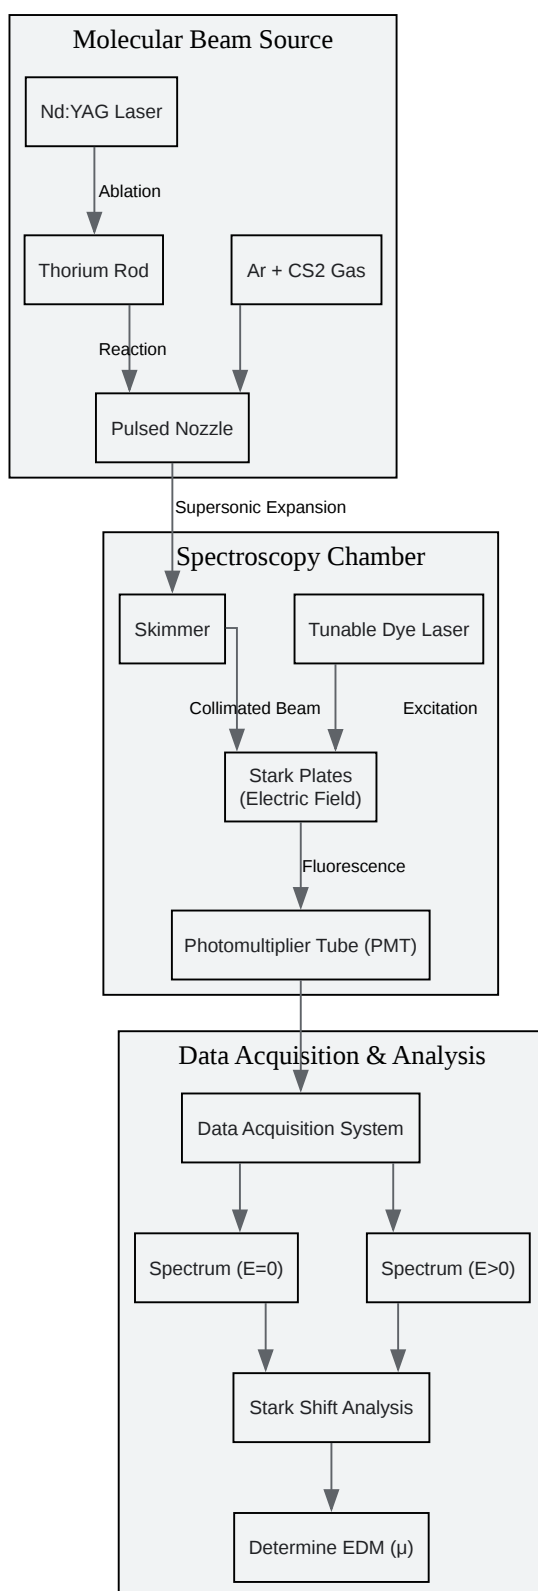 Molecular Beam Source
Nd:YAG Laser
Ablation
Thorium Rod
Ar + CS2 Gas
Reaction
Pulsed Nozzle
Supersonic Expansion
Spectroscopy Chamber
Skimmer
Tunable Dye Laser
Collimated Beam
Excitation
Stark Plates
(Electric Field)
Fluorescence
Photomultiplier Tube (PMT)
Data Acquisition & Analysis
Data Acquisition System
Spectrum (E=0)
Spectrum (E>0)
Stark Shift Analysis
Determine EDM (μ)